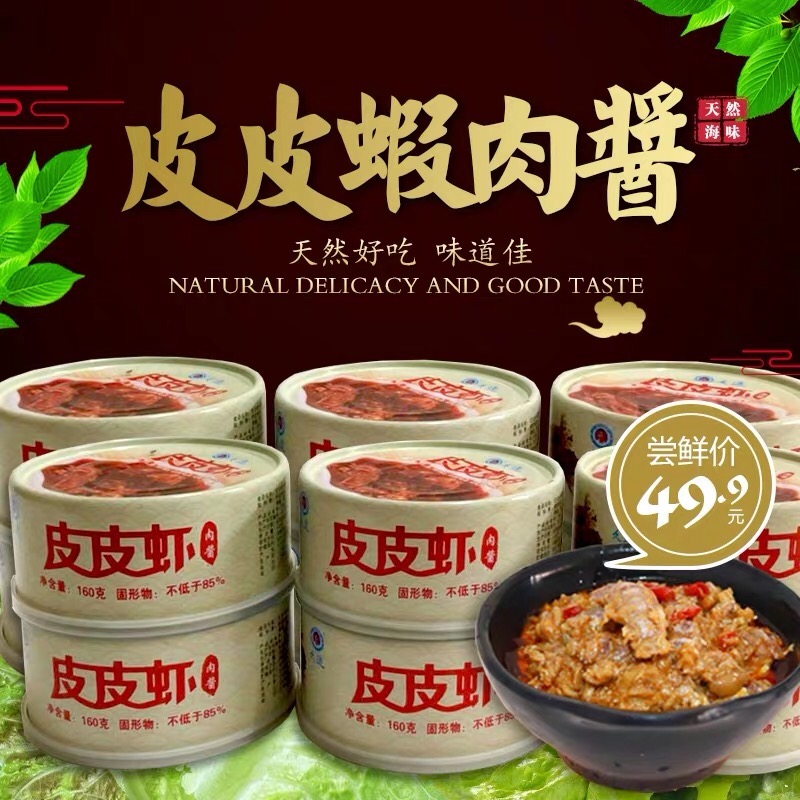 皮皮蝦肉醬
天然
海味
天然好吃 味道佳
NATURAL DELICACY AND GOOD TASTE
尝鲜价
49.9
元
皮皮虾
肉酱
净含量：160克 固形物：不低于85%
皮皮虾
肉酱
净含量：160克 固形物：不低于85%
皮皮虾
肉酱
净含量：160克 固形物：不低于85%
皮皮虾
净含量：160克 固形物：不低于85